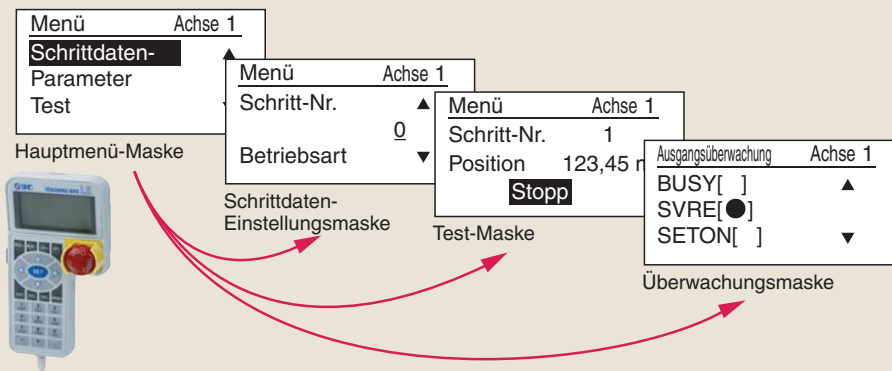 Menü Achse 1
Schrittdaten-
Parameter
Test
Hauptmenü-Maske
Menü Achse 1
Schritt-Nr.
0
Betriebsart
Schrittdaten-
Einstellungsmaske
Menü Achse 1
Schritt-Nr. 1
Position 123,45 m
Stopp
Test-Maske
Ausgangsüberwachung Achse 1
BUSY[ ]
SVRE[●]
SETON[ ]
Überwachungsmaske
SMC TEACHING BOX
SET